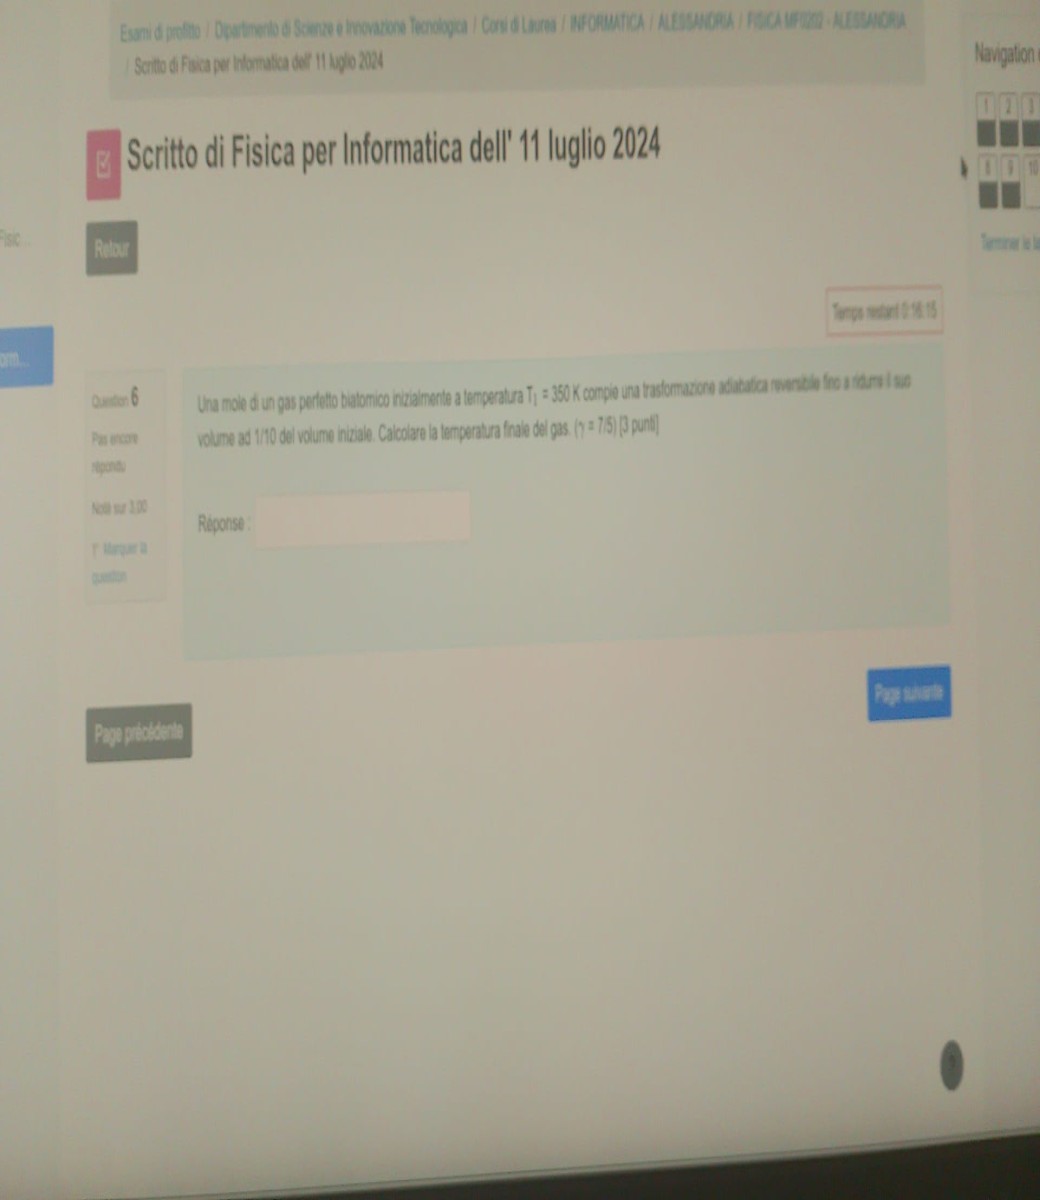 Esami di profitto / Dipartimento di Scienze e Innovazione Tecnologica / Corsi di Laurea / INFORMATICA / ALESSANDRIA / FISICA MF0202 - ALESSANDRIA
/ Scritto di Fisica per Informatica dell' 11 luglio 2024
Navigation
1 2 3
8 9 10
Terminer le
Scritto di Fisica per Informatica dell' 11 luglio 2024
Fisic...
Retour
Temps restant 0:16:15
orm...
Question 6
Pas encore
répondu
Noté sur 3,00
Marquer la
question
Una mole di un gas perfetto biatomico inizialmente a temperatura T₁ = 350 K compie una trasformazione adiabatica reversibile fino a ridurre il suo
volume ad 1/10 del volume iniziale. Calcolare la temperatura finale del gas. (γ = 7/5) [3 punti]
Réponse :
Page précédente
Page suivante